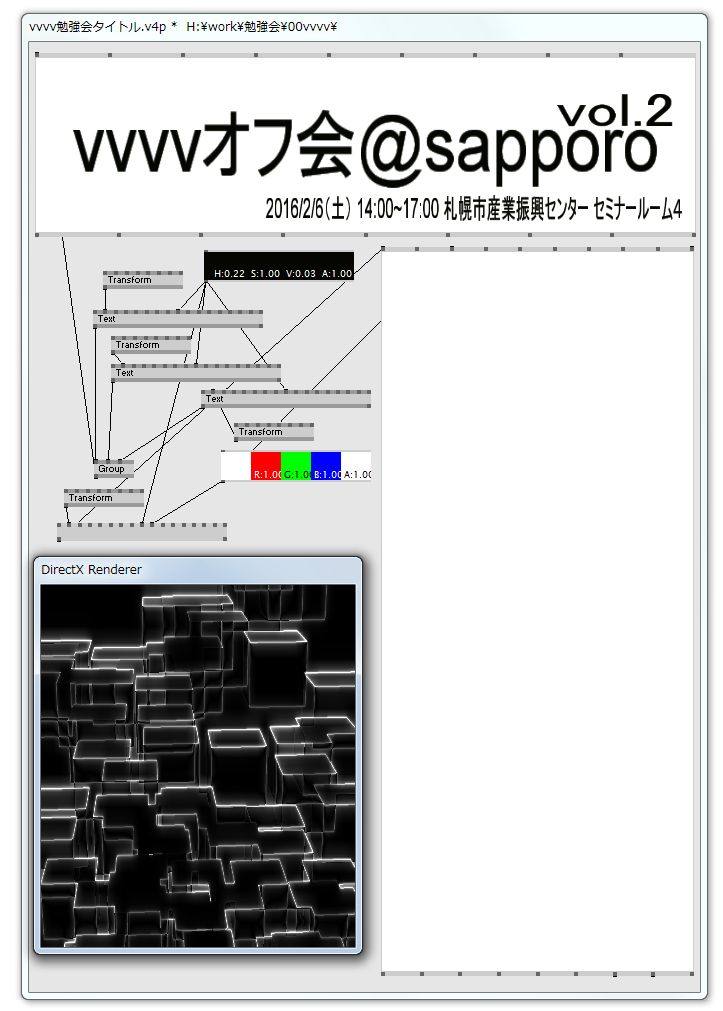 vvvv勉強会タイトル.v4p *  H:¥work¥勉強会¥00vvvv¥
vol.2
vvvvオフ会@sapporo
2016/2/6(土) 14:00~17:00 札幌市産業振興センター セミナールーム4
H:0.22 S:1.00 V:0.03 A:1.00
Transform
Text
Transform
Text
Text
Transform
Group
R:1.00 G:1.00 B:1.00 A:1.00
Transform
DirectX Renderer